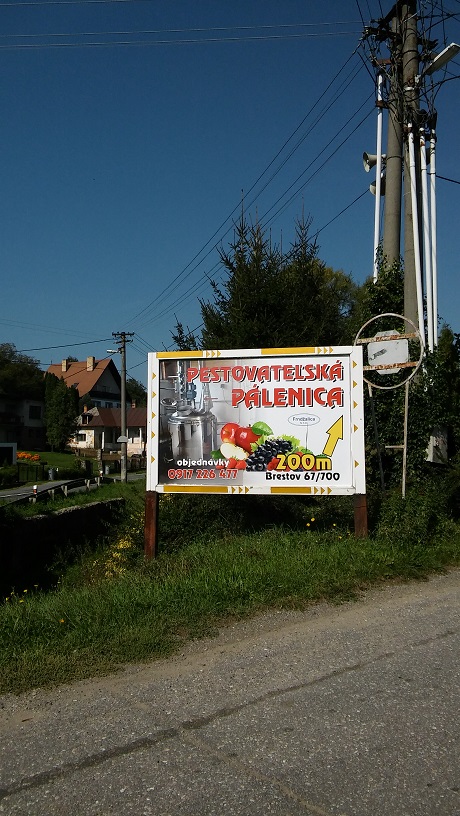 PESTOVATEĽSKÁ
PÁLENICA
objednávky
0917 226 477
200m
Brestov 67/700